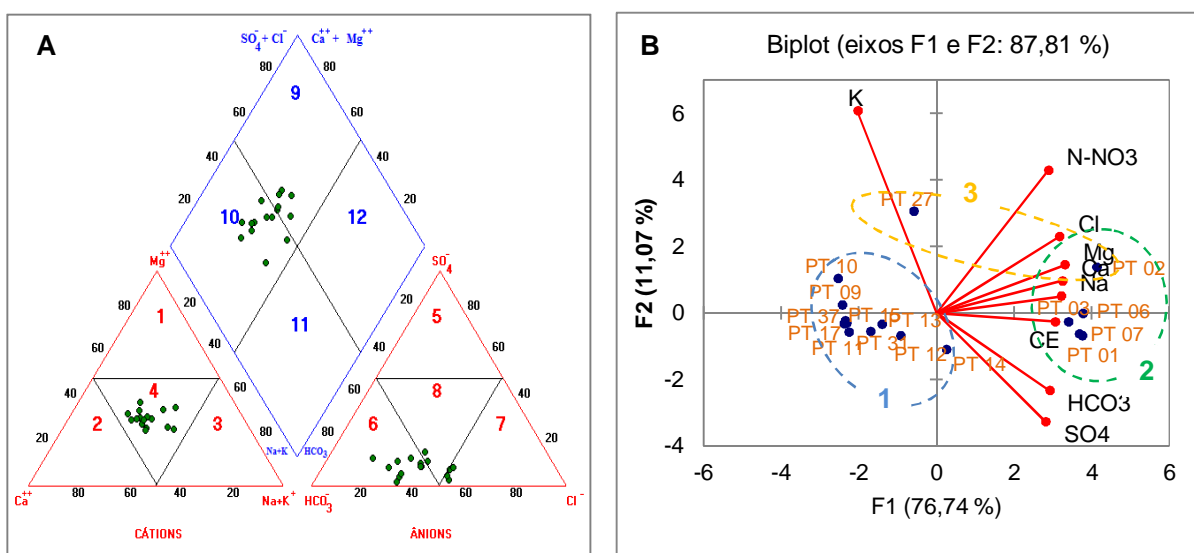 A
SO₄⁻ + Cl⁻ Ca⁺⁺ + Mg⁺⁺
80 80
9
60 60
40 40
20 10 12 20
Mg⁺⁺ SO₄⁻
80 1 80 80 5 80
11
60 60 60 60
4 8
40 2 3 40 40 6 7 40
20 20 80 80 20 20
Na+K HCO₃
Ca⁺⁺ 80 60 40 20 Na+K⁺ HCO₃⁻ 20 40 60 80 Cl⁻
CÁTIONS ÂNIONS
B
Biplot (eixos F1 e F2: 87,81 %)
F2 (11,07 %)
6
4
2
0
-2
-4
-6 -4 -2 0 2 4 6
F1 (76,74 %)
K
N-NO3
3
PT 27
Cl
Mg
Ca
Na
PT 02
PT 10
PT 09
PT 03 PT 06
PT 37 PT 15 PT 13
PT 17
CE
PT 07
PT 11 PT 31 PT 12 PT 14
PT 01
1
2
HCO3
SO4